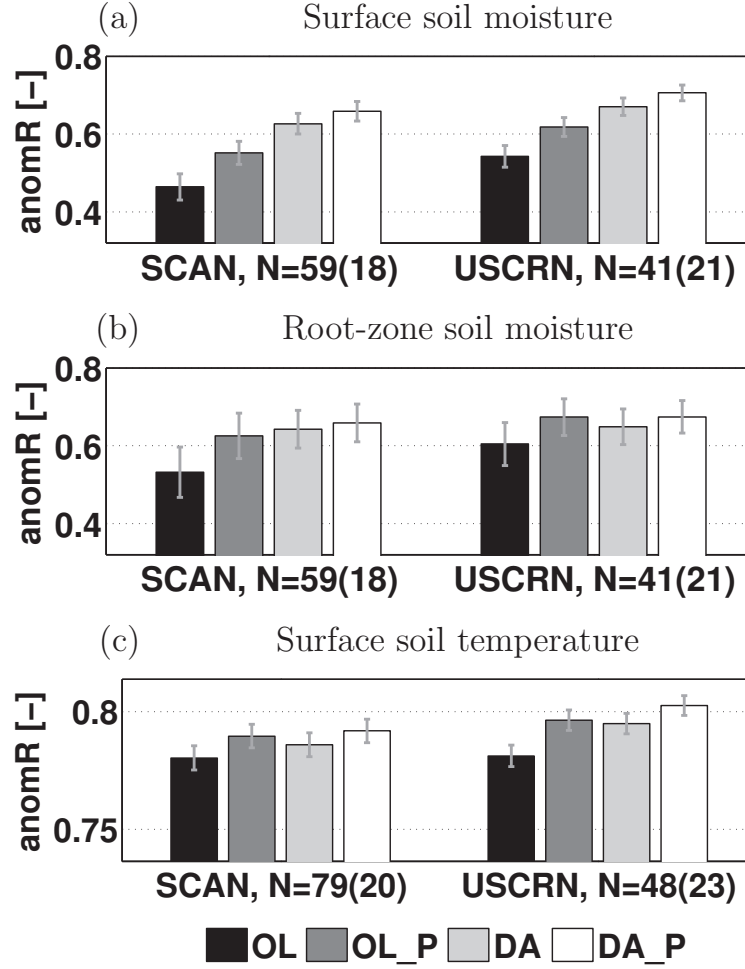 (a) Surface soil moisture
0.8
0.6
0.4
anomR [−]
SCAN, N=59(18) USCRN, N=41(21)
(b) Root-zone soil moisture
0.8
0.6
0.4
anomR [−]
SCAN, N=59(18) USCRN, N=41(21)
(c) Surface soil temperature
0.8
0.75
anomR [−]
SCAN, N=79(20) USCRN, N=48(23)
OL OL_P DA DA_P